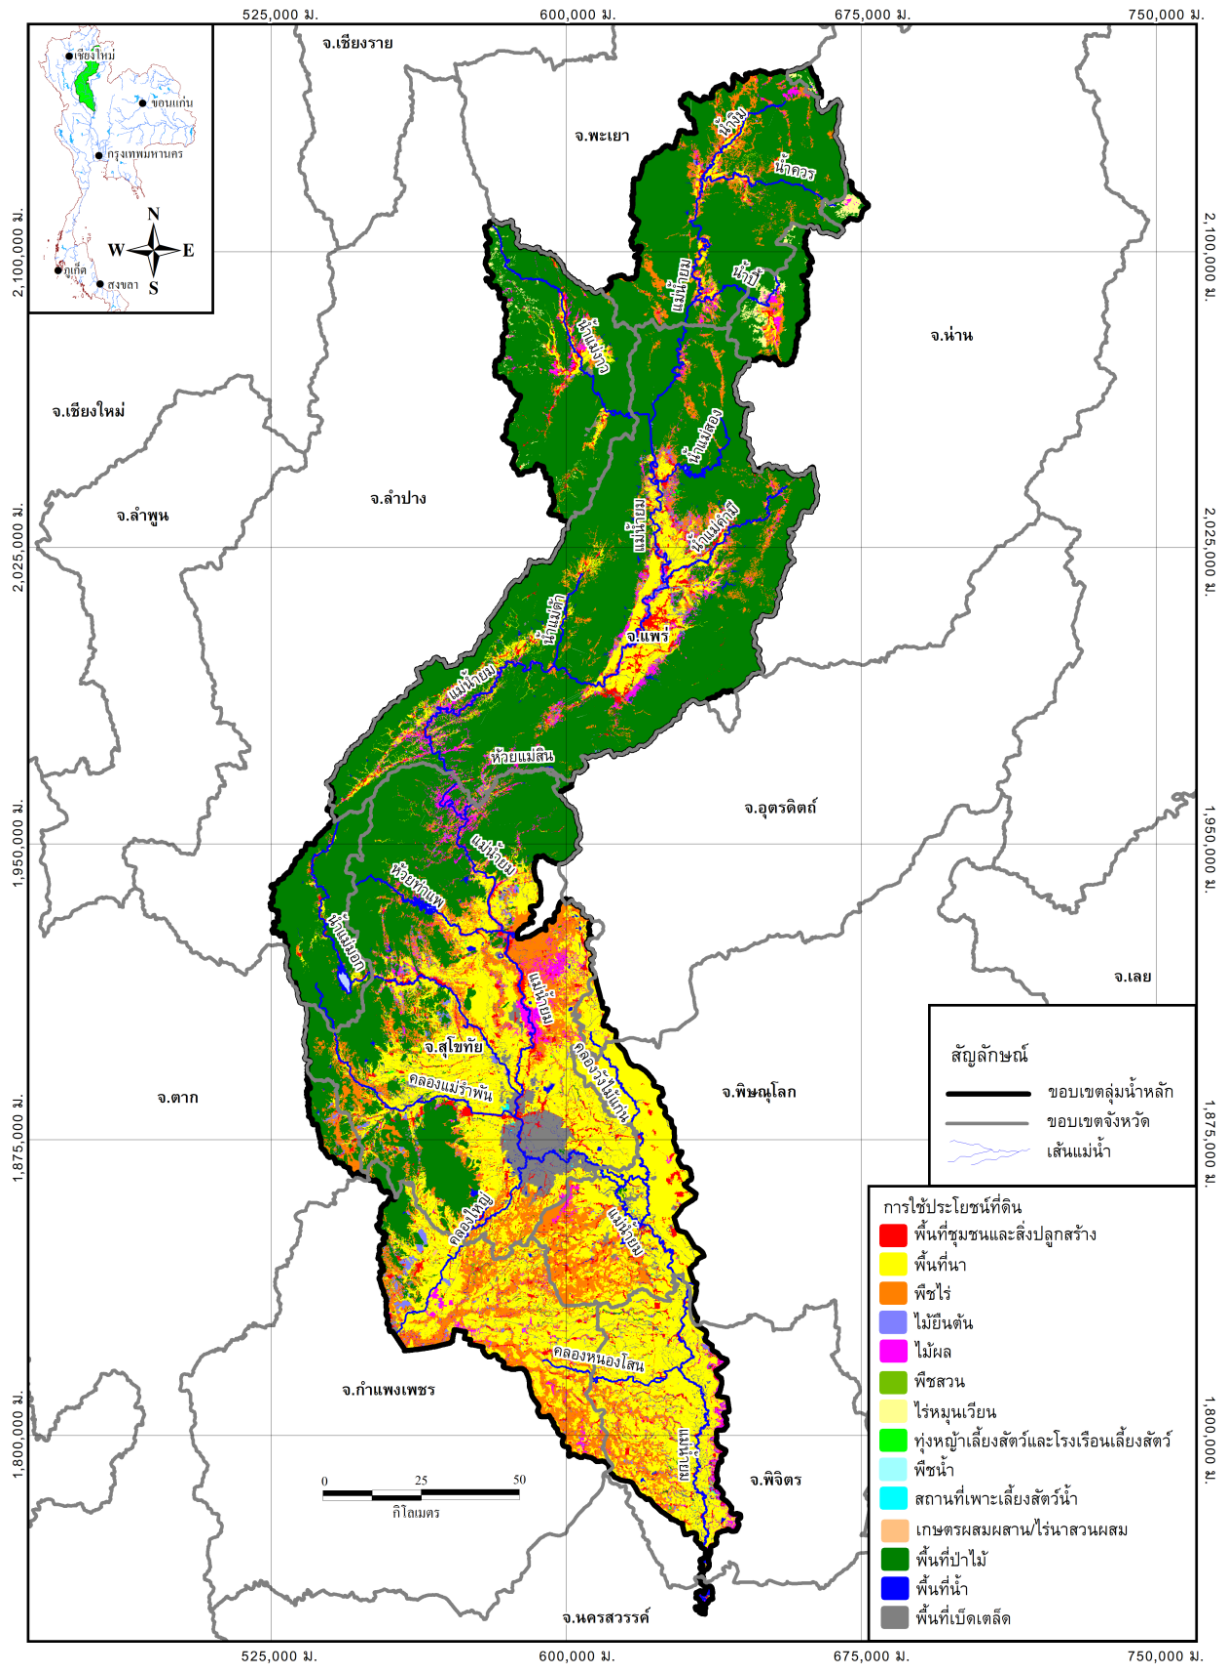 525,000 ม.
600,000 ม.
675,000 ม.
750,000 ม.
เชียงใหม่
ขอนแก่น
กรุงเทพมหานคร
ภูเก็ต
สงขลา
N
W
E
S
จ.เชียงราย
จ.พะเยา
น้ำงิม
น้ำควร
2,100,000 ม.
2,100,000 ม.
แม่น้ำยม
น้ำปี้
น้ำแม่งาว
จ.น่าน
จ.เชียงใหม่
น้ำแม่สอง
จ.ลำปาง
จ.ลำพูน
แม่น้ำยม
น้ำแม่คำมี
2,025,000 ม.
2,025,000 ม.
น้ำแม่ต้า
จ.แพร่
แม่น้ำยม
ห้วยแม่สิน
จ.อุตรดิตถ์
1,950,000 ม.
1,950,000 ม.
แม่น้ำยม
ห้วยท่าแพ
น้ำแม่มอก
จ.เลย
แม่น้ำยม
จ.สุโขทัย
คลองวังไม้แก่น
คลองแม่รำพัน
จ.ตาก
จ.พิษณุโลก
1,875,000 ม.
1,875,000 ม.
คลองใหญ่
แม่น้ำยม
คลองหนองโสน
จ.กำแพงเพชร
1,800,000 ม.
1,800,000 ม.
แม่น้ำยม
จ.พิจิตร
0
25
50
กิโลเมตร
จ.นครสวรรค์
สัญลักษณ์
ขอบเขตลุ่มน้ำหลัก
ขอบเขตจังหวัด
เส้นแม่น้ำ
การใช้ประโยชน์ที่ดิน
พื้นที่ชุมชนและสิ่งปลูกสร้าง
พื้นที่นา
พืชไร่
ไม้ยืนต้น
ไม้ผล
พืชสวน
ไร่หมุนเวียน
ทุ่งหญ้าเลี้ยงสัตว์และโรงเรือนเลี้ยงสัตว์
พืชน้ำ
สถานที่เพาะเลี้ยงสัตว์น้ำ
เกษตรผสมผสาน/ไร่นาสวนผสม
พื้นที่ป่าไม้
พื้นที่น้ำ
พื้นที่เบ็ดเตล็ด
525,000 ม.
600,000 ม.
675,000 ม.
750,000 ม.